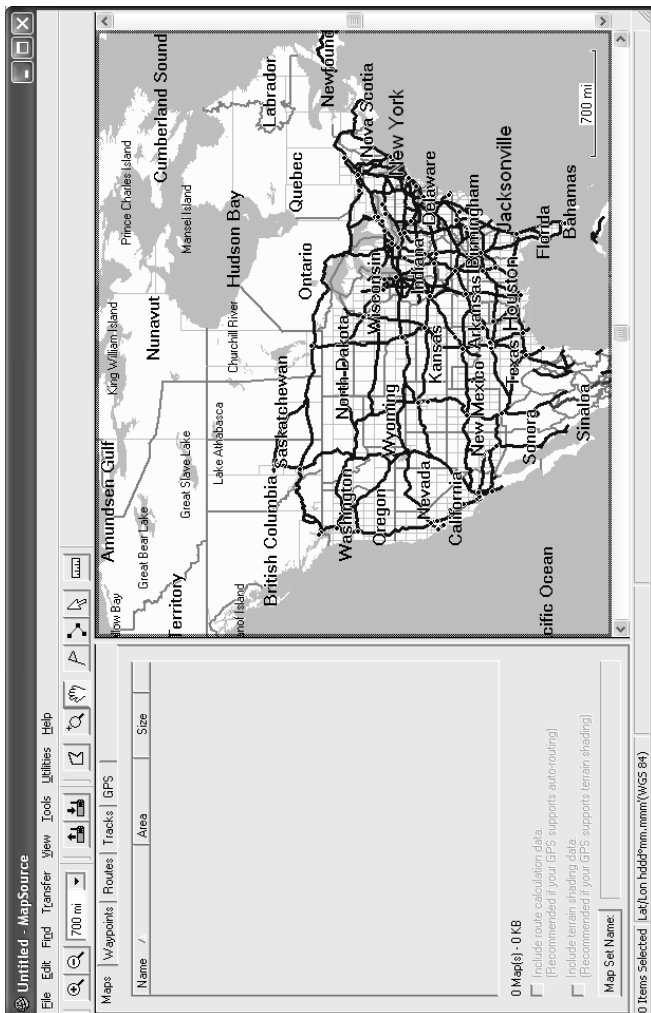 Untitled - MapSource
File Edit Find Transfer View Tools Utilities Help
700 mi
Maps Waypoints Routes Tracks GPS
Name Area Size
0 Map(s) - 0 KB
Include route calculation data.
(Recommended if your GPS supports auto-routing)
Include terrain shading data.
(Recommended if your GPS supports terrain shading)
Map Set Name:
0 Items Selected Lat/Lon hddd°mm.mmm'(WGS 84)
Amundsen Gulf
King William Island
Prince Charles Island
Cumberland Sound
llow Bay
Great Bear Lake
Nunavut
Territory
Great Slave Lake
Mansel Island
Lake Athabasca
Churchill River
Hudson Bay
Labrador
anof Island
British Columbia
Saskatchewan
Ontario
Quebec
Newfound
Washington
North Dakota
Wisconsin
Nova Scotia
Oregon
Wyoming
New York
Nevada
Kansas
Indiana
Delaware
California
New Mexico
Arkansas
Birmingham
Texas
Houston
Jacksonville
Sonora
Florida
cific Ocean
Sinaloa
Bahamas
700 mi